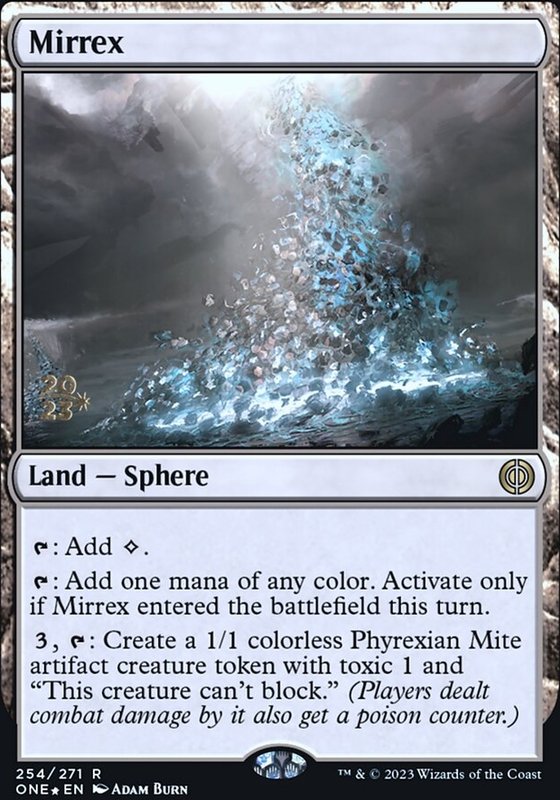 Mirrex
20
23
Land — Sphere
: Add .
: Add one mana of any color. Activate only
if Mirrex entered the battlefield this turn.
3, : Create a 1/1 colorless Phyrexian Mite
artifact creature token with toxic 1 and
“This creature can’t block.” (Players dealt
combat damage by it also get a poison counter.)
254/271 R
ONE★EN Adam Burn
™ & © 2023 Wizards of the Coast